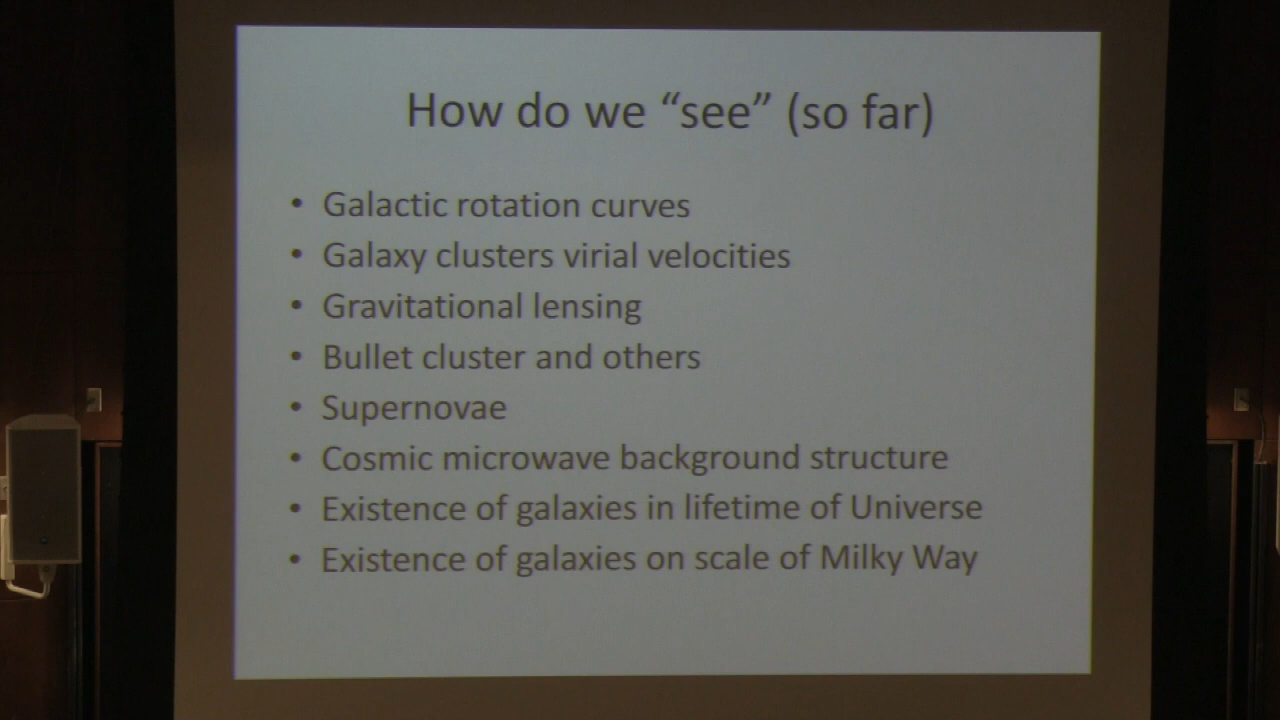 How do we “see” (so far)
• Galactic rotation curves
• Galaxy clusters virial velocities
• Gravitational lensing
• Bullet cluster and others
• Supernovae
• Cosmic microwave background structure
• Existence of galaxies in lifetime of Universe
• Existence of galaxies on scale of Milky Way